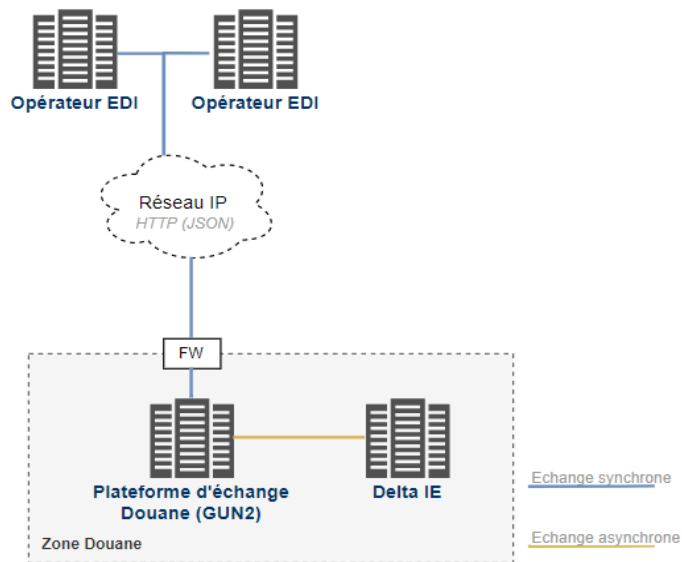 Opérateur EDI
Opérateur EDI
Réseau IP
HTTP (JSON)
FW
Plateforme d'échange
Douane (GUN2)
Delta IE
Zone Douane
Echange synchrone
Echange asynchrone